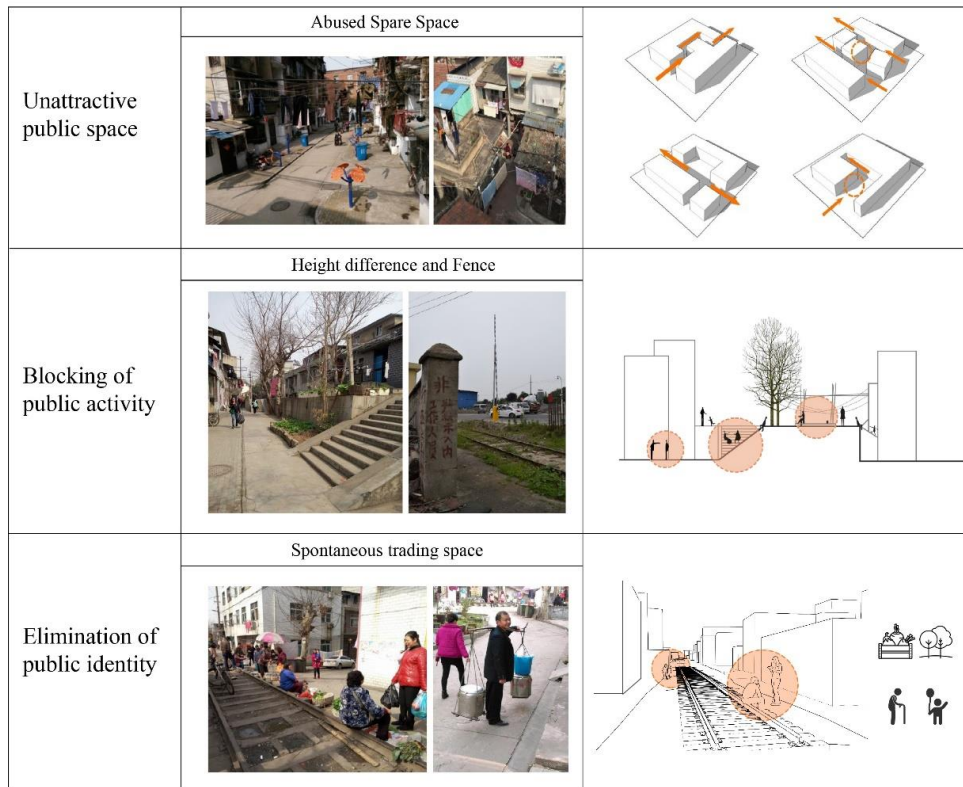 Abused Spare Space
Unattractive
public space
Height difference and Fence
Blocking of
public activity
非
Spontaneous trading space
Elimination of
public identity